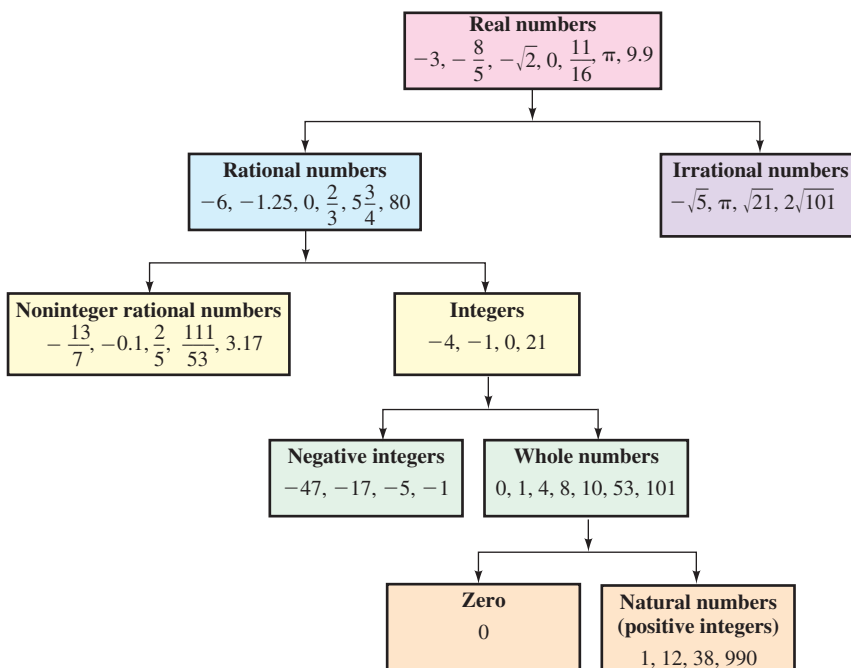 Real numbers
−3, −8/5, −√2, 0, 11/16, π, 9.9
Rational numbers
−6, −1.25, 0, 2/3, 5 3/4, 80
Irrational numbers
−√5, π, √21, 2√101
Noninteger rational numbers
−13/7, −0.1, 2/5, 111/53, 3.17
Integers
−4, −1, 0, 21
Negative integers
−47, −17, −5, −1
Whole numbers
0, 1, 4, 8, 10, 53, 101
Zero
0
Natural numbers
(positive integers)
1, 12, 38, 990